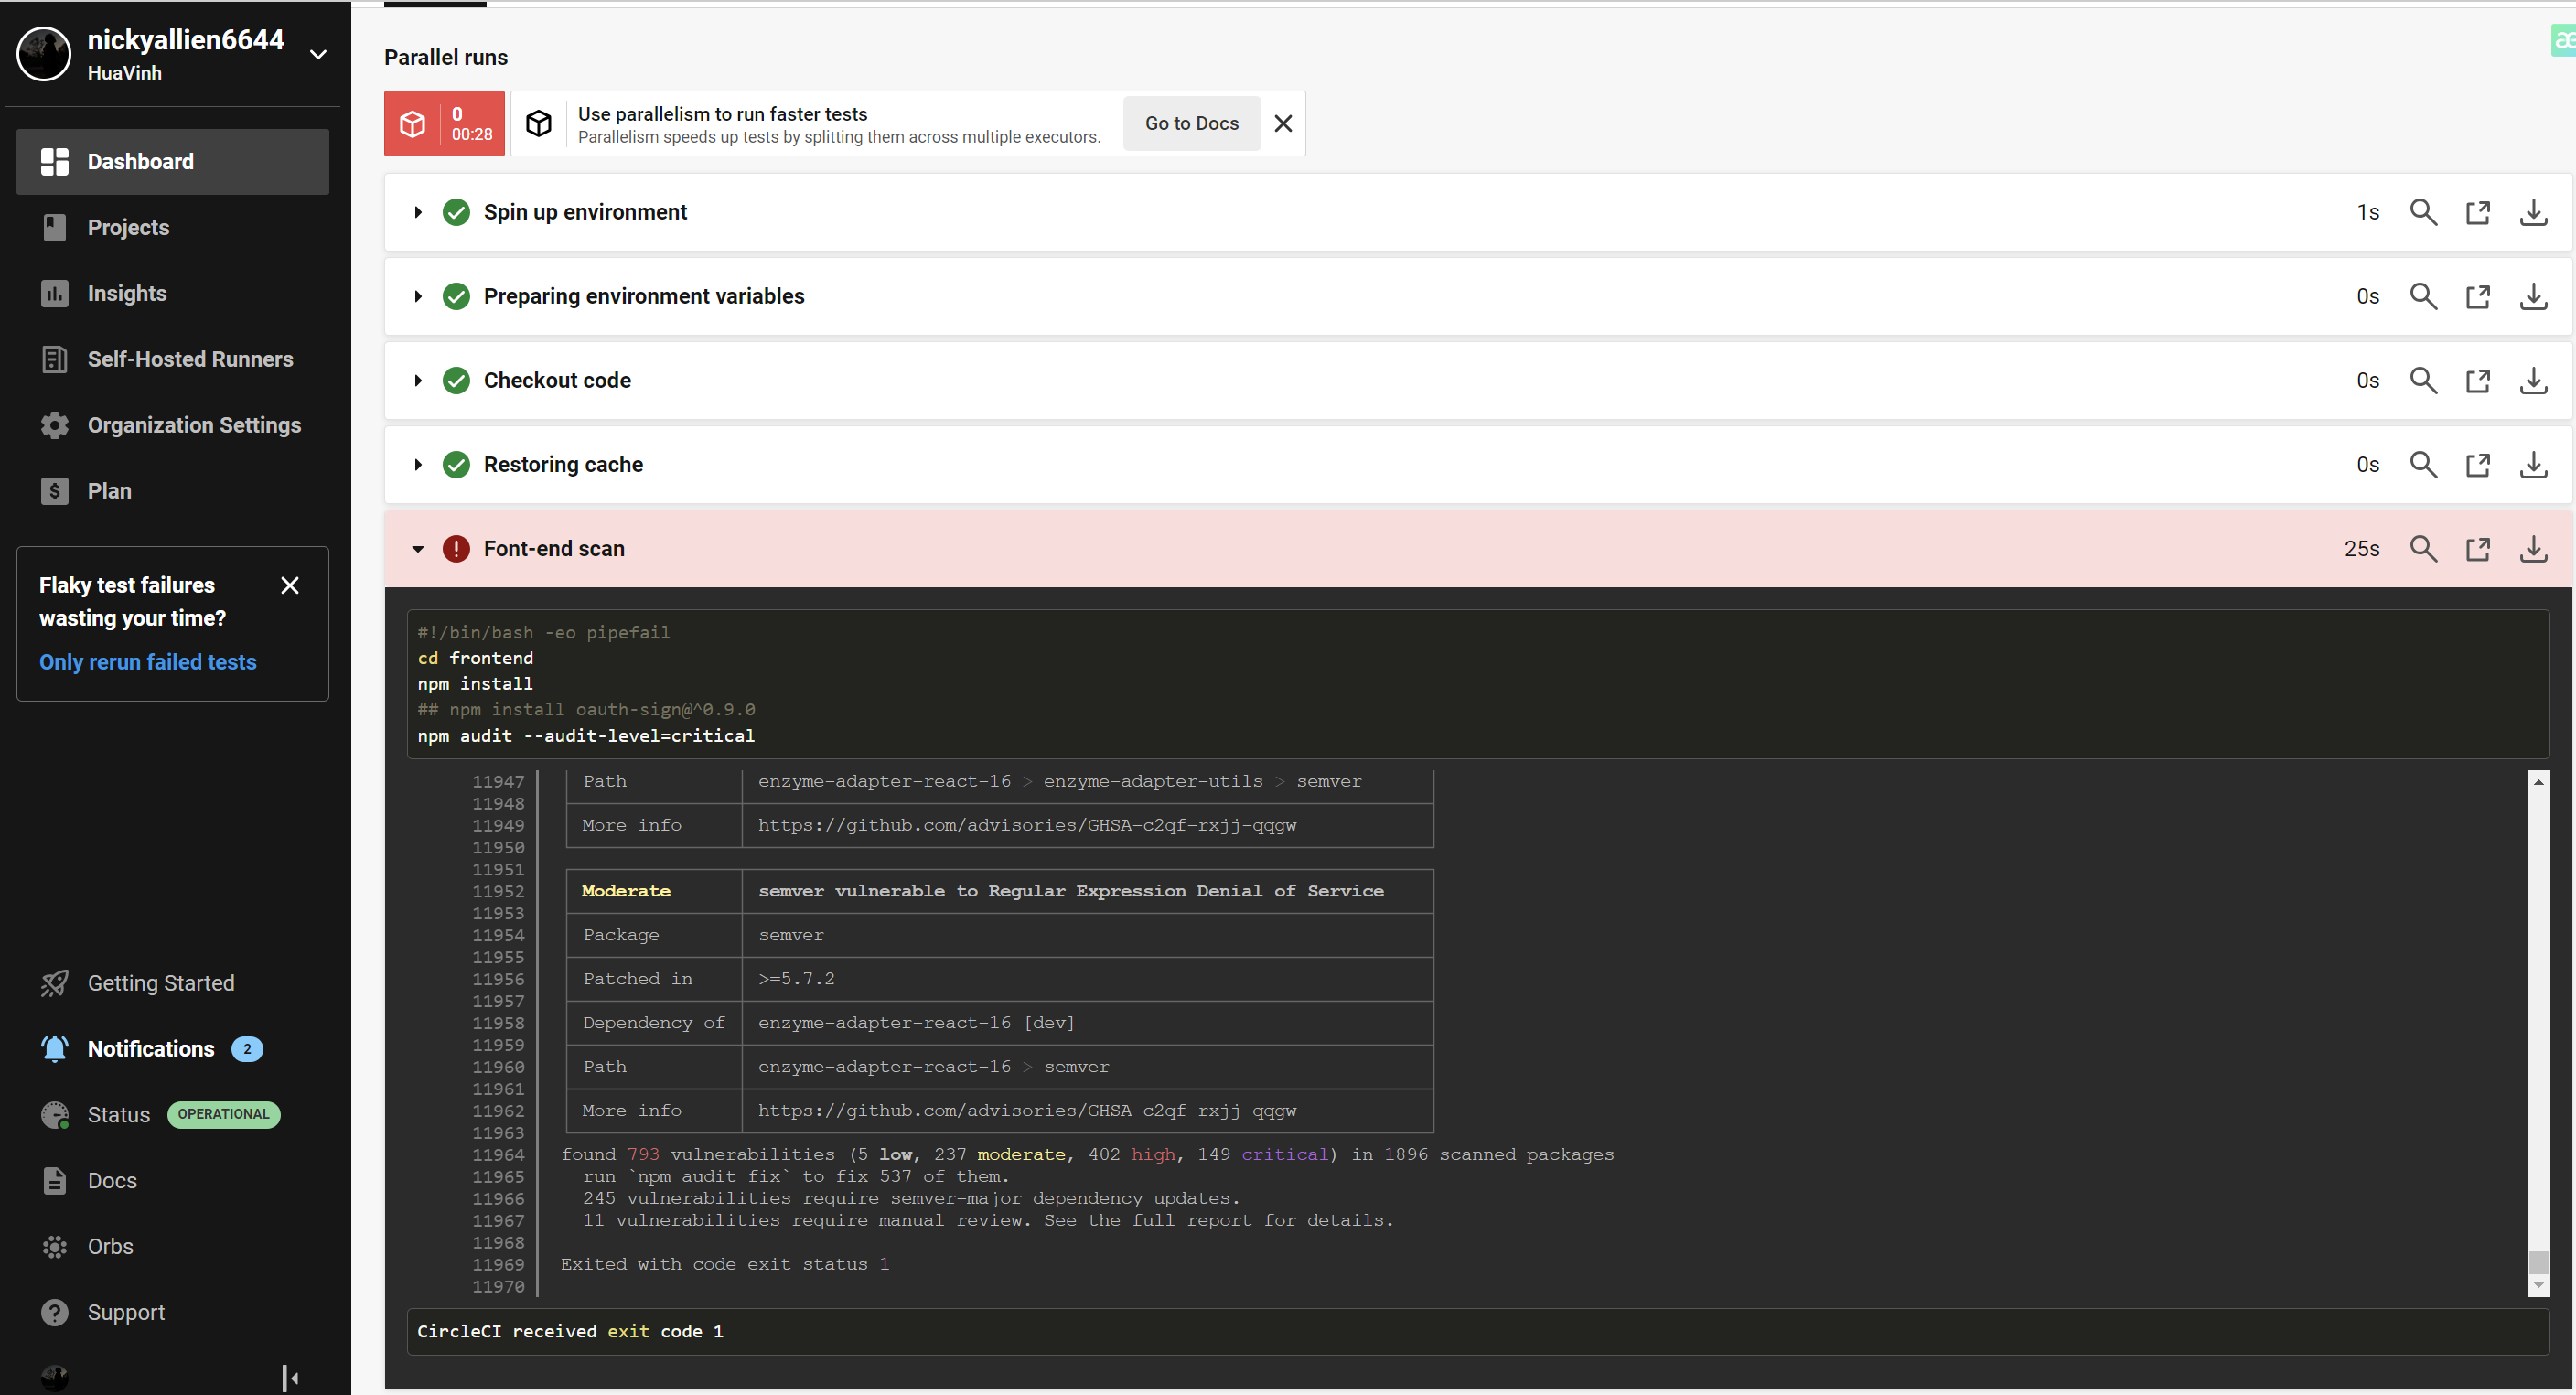 nickyallien6644
HuaVinh
Dashboard
Projects
Insights
Self-Hosted Runners
Organization Settings
Plan
Flaky test failures
wasting your time?
Only rerun failed tests
Getting Started
Notifications 2
Status OPERATIONAL
Docs
Orbs
Support
Parallel runs
0
00:28
Use parallelism to run faster tests
Parallelism speeds up tests by splitting them across multiple executors.
Go to Docs
æ
Spin up environment 1s
Preparing environment variables 0s
Checkout code 0s
Restoring cache 0s
Font-end scan 25s
#!/bin/bash -eo pipefail
cd frontend
npm install
## npm install oauth-sign@^0.9.0
npm audit --audit-level=critical
11947 Path enzyme-adapter-react-16 > enzyme-adapter-utils > semver
11948
11949 More info https://github.com/advisories/GHSA-c2qf-rxjj-qqgw
11950
11951
11952 Moderate semver vulnerable to Regular Expression Denial of Service
11953
11954 Package semver
11955
11956 Patched in >=5.7.2
11957
11958 Dependency of enzyme-adapter-react-16 [dev]
11959
11960 Path enzyme-adapter-react-16 > semver
11961
11962 More info https://github.com/advisories/GHSA-c2qf-rxjj-qqgw
11963
11964 found 793 vulnerabilities (5 low, 237 moderate, 402 high, 149 critical) in 1896 scanned packages
11965 run `npm audit fix` to fix 537 of them.
11966 245 vulnerabilities require semver-major dependency updates.
11967 11 vulnerabilities require manual review. See the full report for details.
11968
11969 Exited with code exit status 1
11970
CircleCI received exit code 1